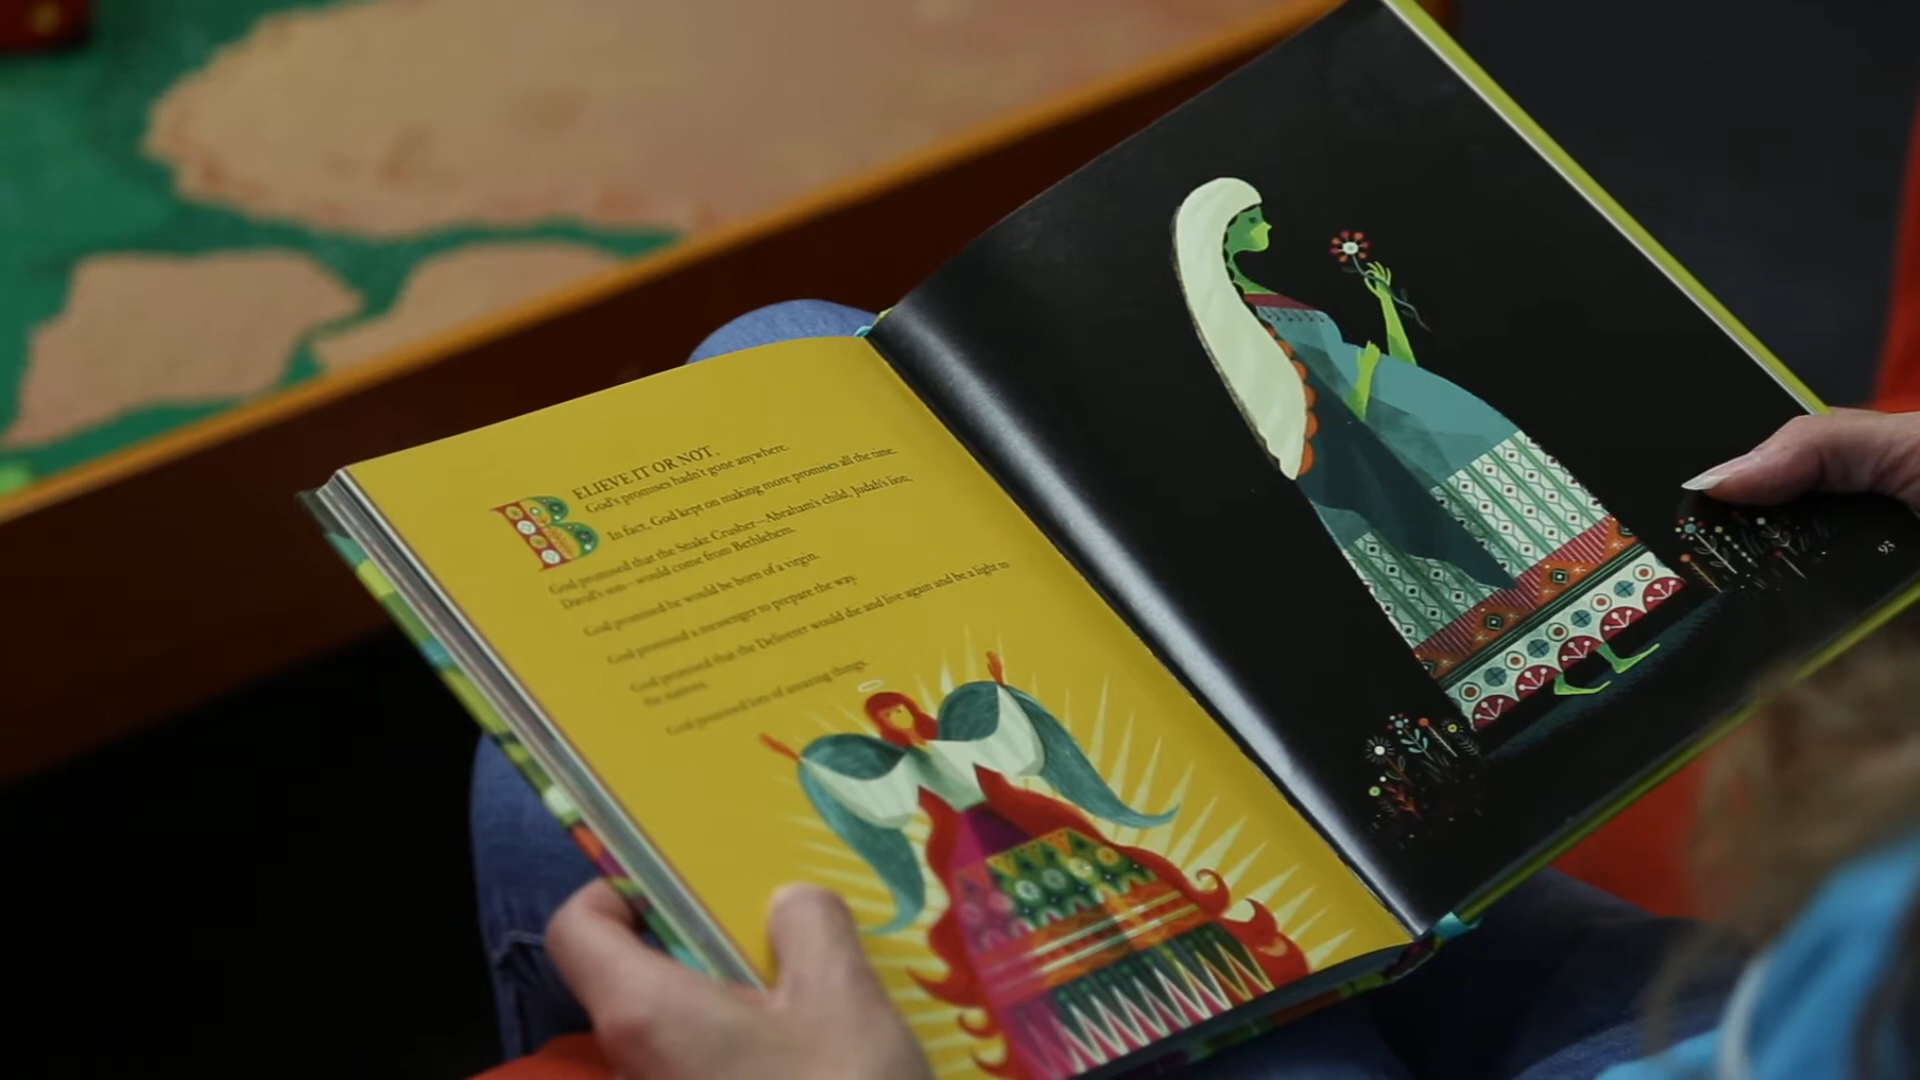 BELIEVE IT OR NOT,
God's promises hadn't gone anywhere.
In fact, God kept on making more promises all the time.
God promised that the Snake Crusher—Abraham's child, Judah's lion,
David's son—would come from Bethlehem.
God promised he would be born of a virgin.
God promised a messenger to prepare the way.
God promised that the Deliverer would die and live again and be a light to
the nations.
God promised lots of amazing things.
93